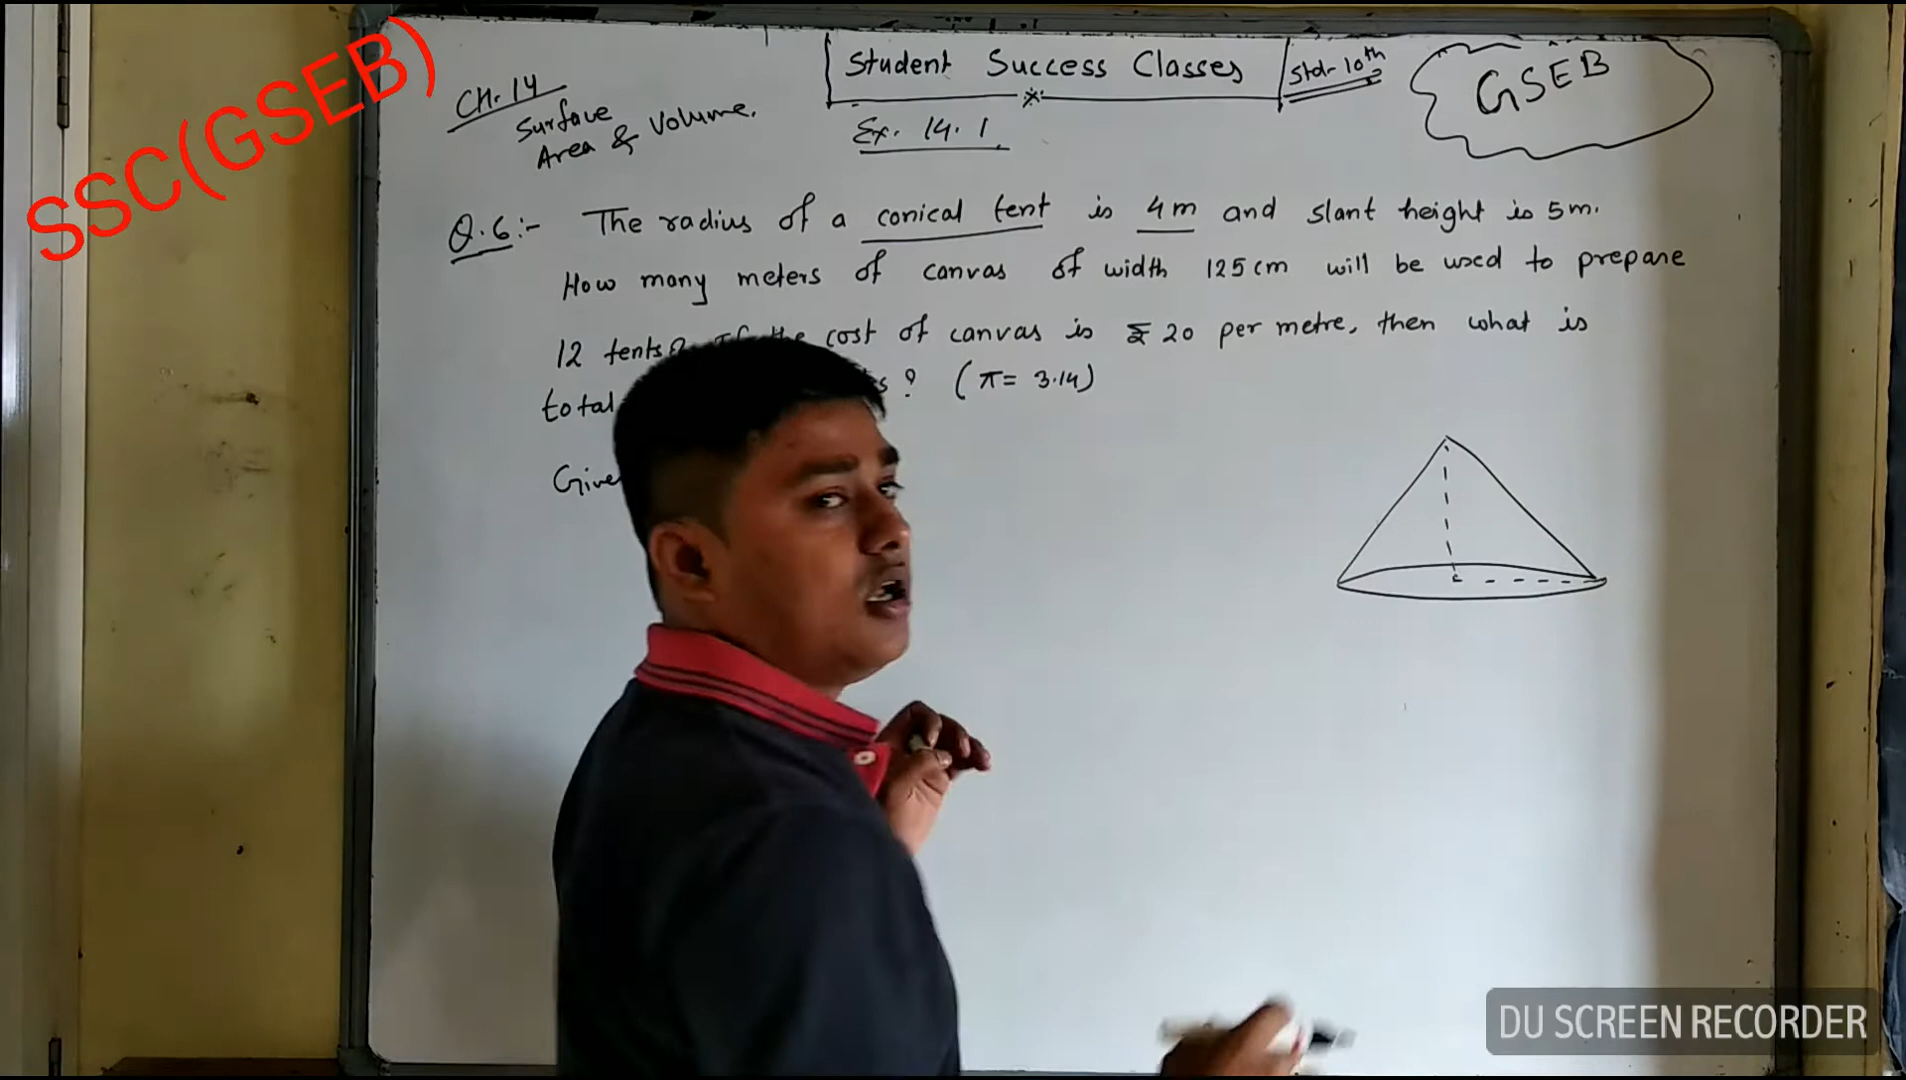 SSC(GSEB)
CH. 14
Surface
Area & Volume.
Student Success Classes
Std-10th
GSEB
Ex. 14.1
Q.6:- The radius of a conical tent is 4m and slant height is 5m.
How many meters of canvas of width 125cm will be used to prepare
12 tents? If the cost of canvas is ₹ 20 per metre, then what is
total ? (π = 3.14)
DU SCREEN RECORDER